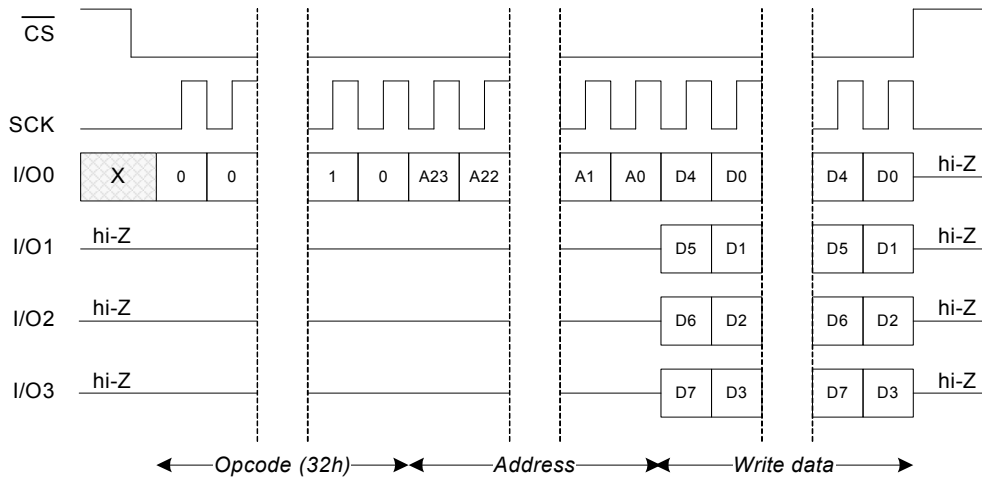 CS
SCK
I/O0 X 0 0 1 0 A23 A22 A1 A0 D4 D0 D4 D0 hi-Z
I/O1 hi-Z D5 D1 D5 D1 hi-Z
I/O2 hi-Z D6 D2 D6 D2 hi-Z
I/O3 hi-Z D7 D3 D7 D3 hi-Z
Opcode (32h) Address Write data